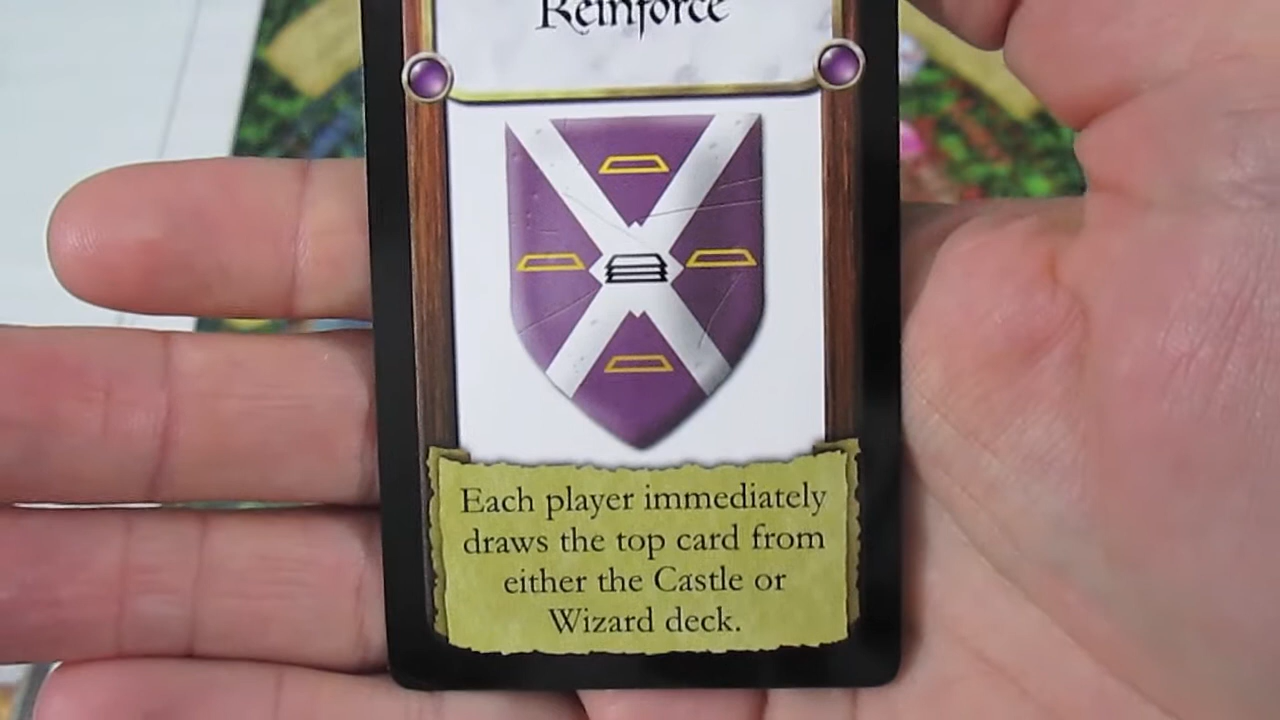 Reinforce
Each player immediately
draws the top card from
either the Castle or
Wizard deck.